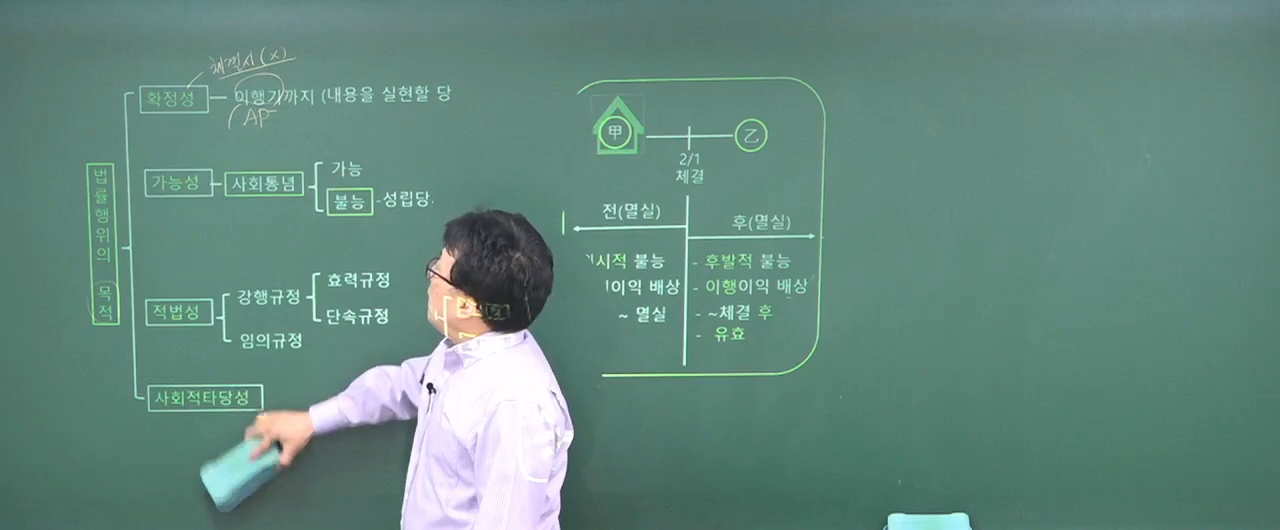 체결시(X)
확정성 - 이행기까지 (내용을 실현할 당
AP
법률행위의 목적
가능성 - 사회통념
가능
불능 - 성립당.
적법성
강행규정
효력규정
단속규정
임의규정
사회적타당성
甲
乙
2/1
체결
전(멸실)
후(멸실)
시적 불능
이익 배상
~ 멸실
- 후발적 불능
- 이행이익 배상
- ~체결 후
- 유효